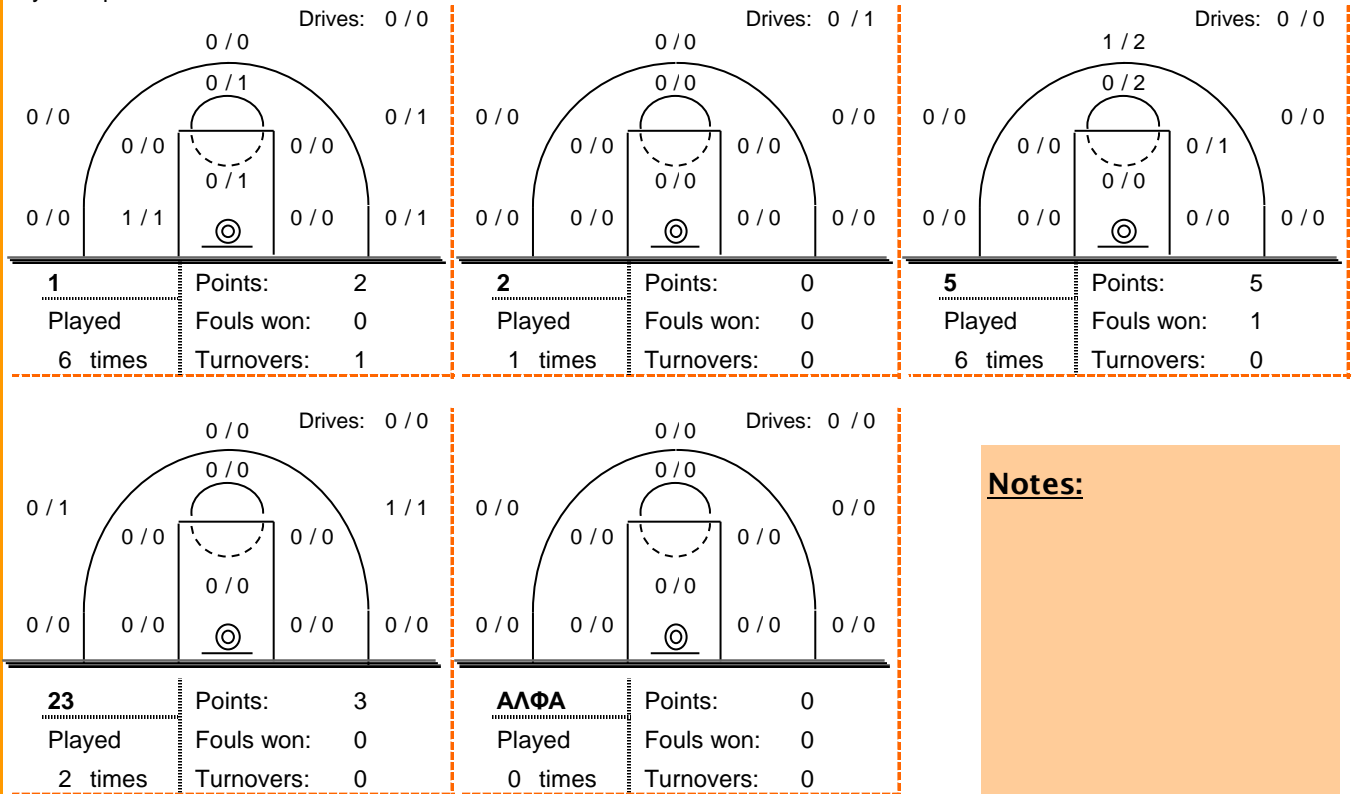 Drives: 0 / 0
0 / 0
0 / 1
0 / 0
0 / 1
0 / 0
0 / 0
0 / 1
0 / 0
1 / 1
0 / 0
0 / 1
1
Points: 2
Played
Fouls won: 0
6 times
Turnovers: 1
Drives: 0 / 1
0 / 0
0 / 0
0 / 0
0 / 0
0 / 0
0 / 0
0 / 0
0 / 0
0 / 0
0 / 0
0 / 0
2
Points: 0
Played
Fouls won: 0
1 times
Turnovers: 0
Drives: 0 / 0
1 / 2
0 / 2
0 / 0
0 / 0
0 / 0
0 / 1
0 / 0
0 / 0
0 / 0
0 / 0
0 / 0
5
Points: 5
Played
Fouls won: 1
6 times
Turnovers: 0
Drives: 0 / 0
0 / 0
0 / 0
0 / 1
1 / 1
0 / 0
0 / 0
0 / 0
0 / 0
0 / 0
0 / 0
0 / 0
23
Points: 3
Played
Fouls won: 0
2 times
Turnovers: 0
Drives: 0 / 0
0 / 0
0 / 0
0 / 0
0 / 0
0 / 0
0 / 0
0 / 0
0 / 0
0 / 0
0 / 0
0 / 0
ΑΛΦΑ
Points: 0
Played
Fouls won: 0
0 times
Turnovers: 0
Notes: